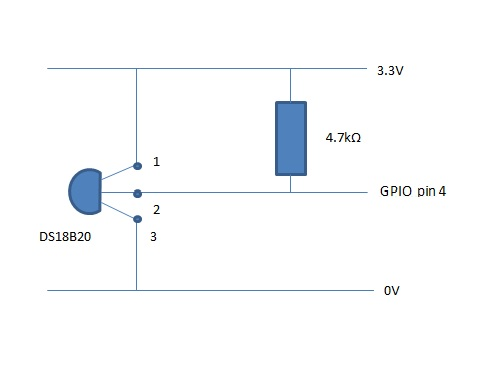 3.3V
4.7kΩ
1
GPIO pin 4
2
DS18B20
3
0V